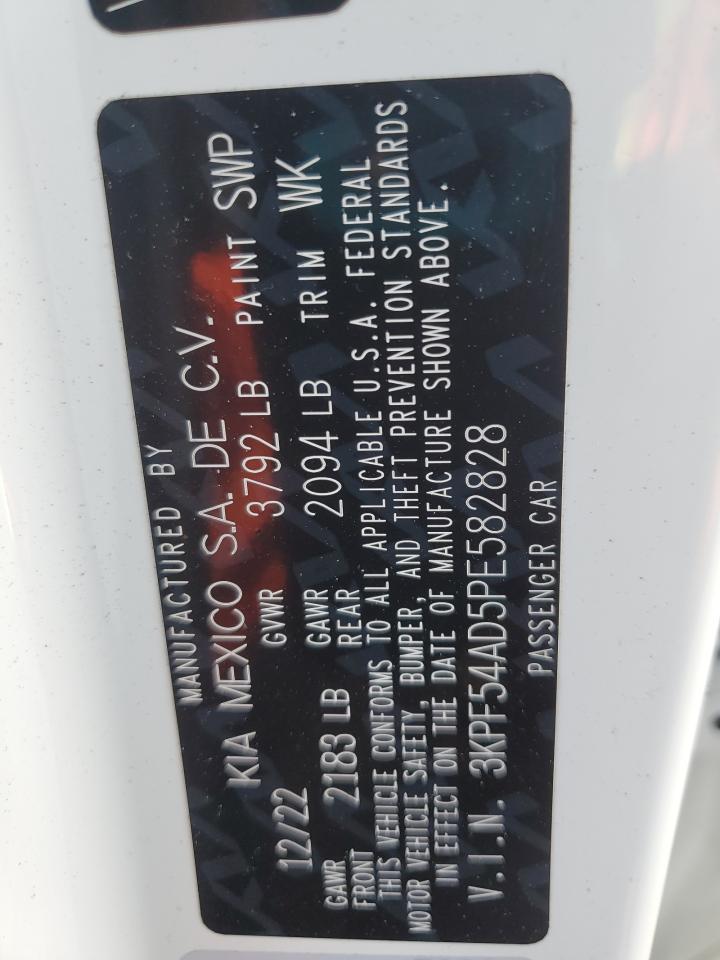 MANUFACTURED BY
KIA MEXICO S.A. DE C.V.
12/22 GVWR 3792 LB PAINT SWP
GAWR FRONT 2183 LB GAWR REAR 2094 LB TRIM WK
THIS VEHICLE CONFORMS TO ALL APPLICABLE U.S.A. FEDERAL
MOTOR VEHICLE SAFETY, BUMPER, AND THEFT PREVENTION STANDARDS
IN EFFECT ON THE DATE OF MANUFACTURE SHOWN ABOVE.
V.I.N. 3KPF54AD5PE582828
PASSENGER CAR